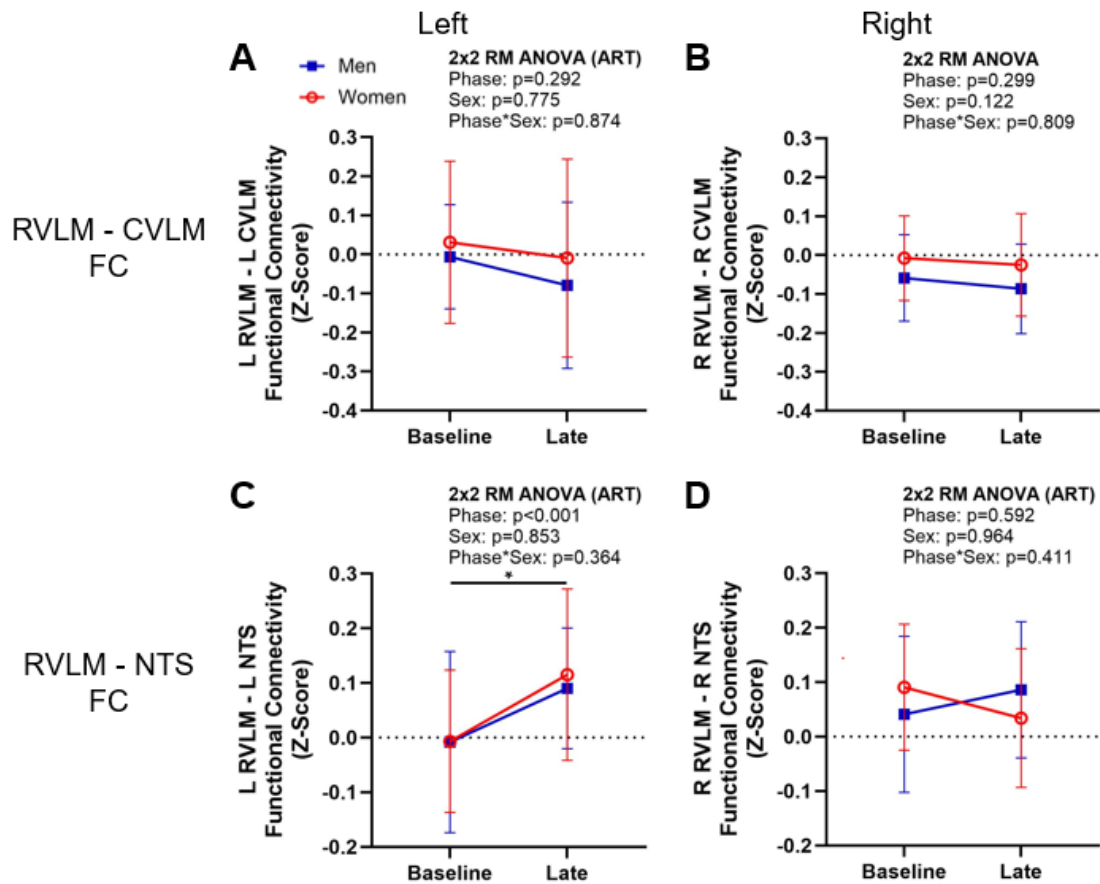 Left
Right
A
Men
Women
2x2 RM ANOVA (ART)
Phase: p=0.292
Sex: p=0.775
Phase*Sex: p=0.874
B
2x2 RM ANOVA
Phase: p=0.299
Sex: p=0.122
Phase*Sex: p=0.809
RVLM - CVLM
FC
L RVLM - L CVLM
Functional Connectivity
(Z-Score)
0.3
0.2
0.1
0.0
-0.1
-0.2
-0.3
-0.4
Baseline
Late
R RVLM - R CVLM
Functional Connectivity
(Z-Score)
0.3
0.2
0.1
0.0
-0.1
-0.2
-0.3
-0.4
Baseline
Late
C
2x2 RM ANOVA (ART)
Phase: p<0.001
Sex: p=0.853
Phase*Sex: p=0.364
D
2x2 RM ANOVA (ART)
Phase: p=0.592
Sex: p=0.964
Phase*Sex: p=0.411
RVLM - NTS
FC
L RVLM - L NTS
Functional Connectivity
(Z-Score)
0.3
0.2
0.1
0.0
-0.1
-0.2
*
Baseline
Late
R RVLM - R NTS
Functional Connectivity
(Z-Score)
0.3
0.2
0.1
0.0
-0.1
-0.2
Baseline
Late